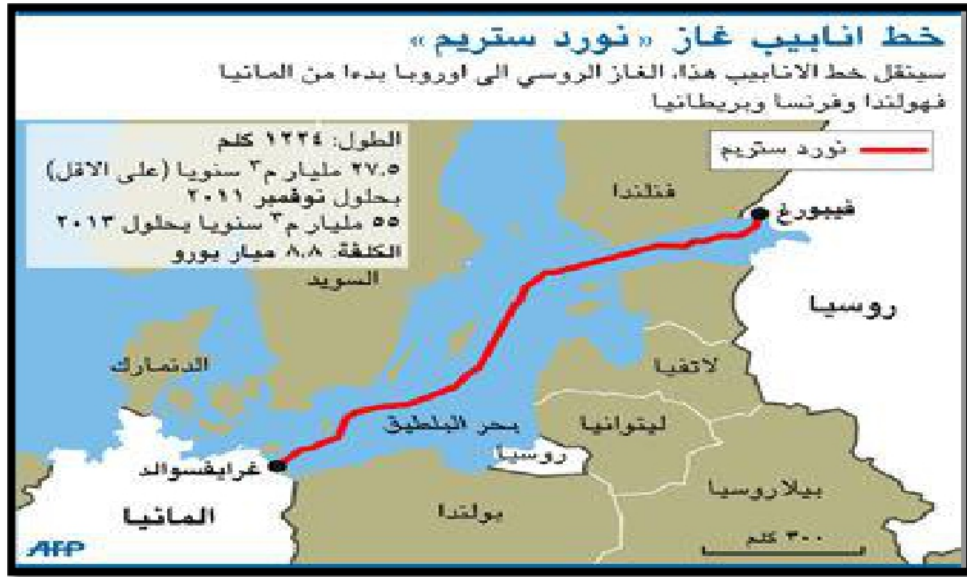 خط انابيب غاز «نورد ستريم»
سينقل خط الانابيب هذا، الغاز الروسي الى اوروبا بدءا من المانيا
فهولندا وفرنسا وبريطانيا
نورد ستريم
الطول: ١٢٢٤ كلم
٢٧.٥ مليار م٣ سنويا (على الاقل)
بحلول نوفمبر ٢٠١١
٥٥ مليار م٣ سنويا بحلول ٢٠١٣
الكلفة: ٨.٨ ميار يورو
فنلندا
فيبورغ
السويد
روسيا
الدنمارك
لاتفيا
بحر البلطيق
ليتوانيا
روسيا
غرايفسوالد
بيلاروسيا
المانيا
بولندا
٣٠٠ كلم
AFP